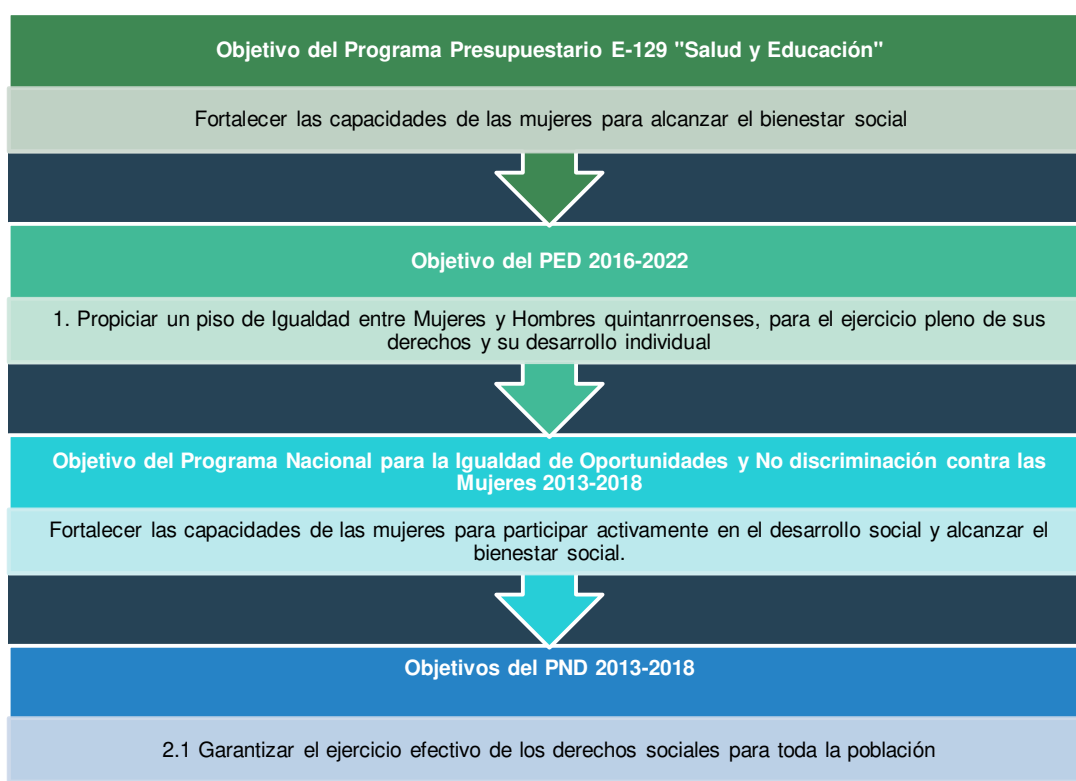 Objetivo del Programa Presupuestario E-129 "Salud y Educación"
Fortalecer las capacidades de las mujeres para alcanzar el bienestar social
Objetivo del PED 2016-2022
1. Propiciar un piso de Igualdad entre Mujeres y Hombres quintanrroenses, para el ejercicio pleno de sus
derechos y su desarrollo individual
Objetivo del Programa Nacional para la Igualdad de Oportunidades y No discriminación contra las
Mujeres 2013-2018
Fortalecer las capacidades de las mujeres para participar activamente en el desarrollo social y alcanzar el
bienestar social.
Objetivos del PND 2013-2018
2.1 Garantizar el ejercicio efectivo de los derechos sociales para toda la población